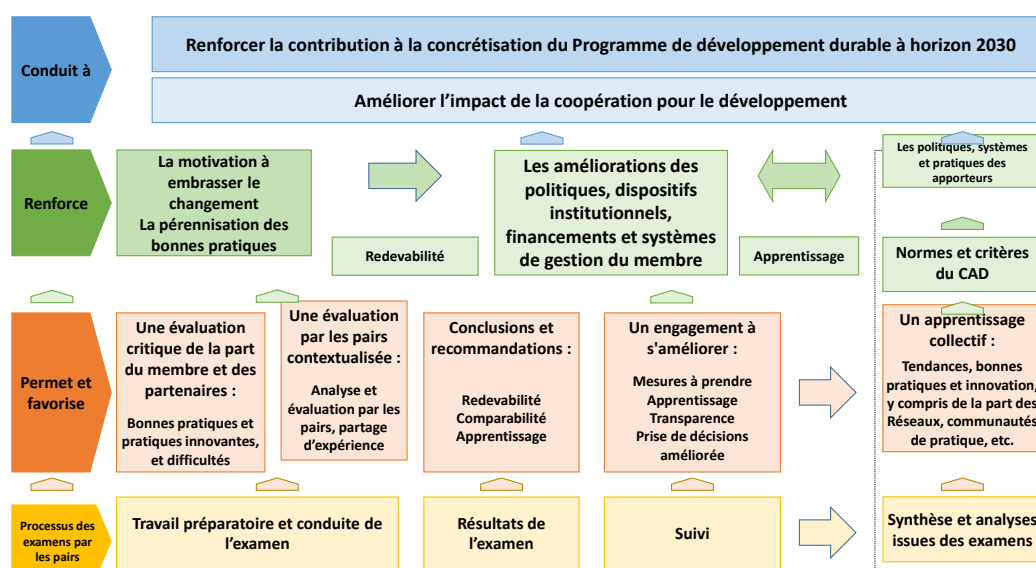 Conduit à
Renforcer la contribution à la concrétisation du Programme de développement durable à horizon 2030
Améliorer l'impact de la coopération pour le développement
Renforce
La motivation à
embrasser le
changement
La pérennisation des
bonnes pratiques
Redevabilité
Les améliorations des
politiques, dispositifs
institutionnels,
financements et systèmes
de gestion du membre
Apprentissage
Les politiques, systèmes
et pratiques des
apporteurs
Normes et critères
du CAD
Permet et
favorise
Une évaluation
critique de la part
du membre et des
partenaires :
Bonnes pratiques et
pratiques innovantes,
et difficultés
Une évaluation
par les pairs
contextualisée :
Analyse et
évaluation par les
pairs, partage
d'expérience
Conclusions et
recommandations :
Redevabilité
Comparabilité
Apprentissage
Un engagement à
s'améliorer :
Mesures à prendre
Apprentissage
Transparence
Prise de décisions
améliorée
Un apprentissage
collectif :
Tendances, bonnes
pratiques et innovation,
y compris de la part des
Réseaux, communautés
de pratique, etc.
Processus des
examens par
les pairs
Travail préparatoire et conduite de
l'examen
Résultats de
l'examen
Suivi
Synthèse et analyses
issues des examens